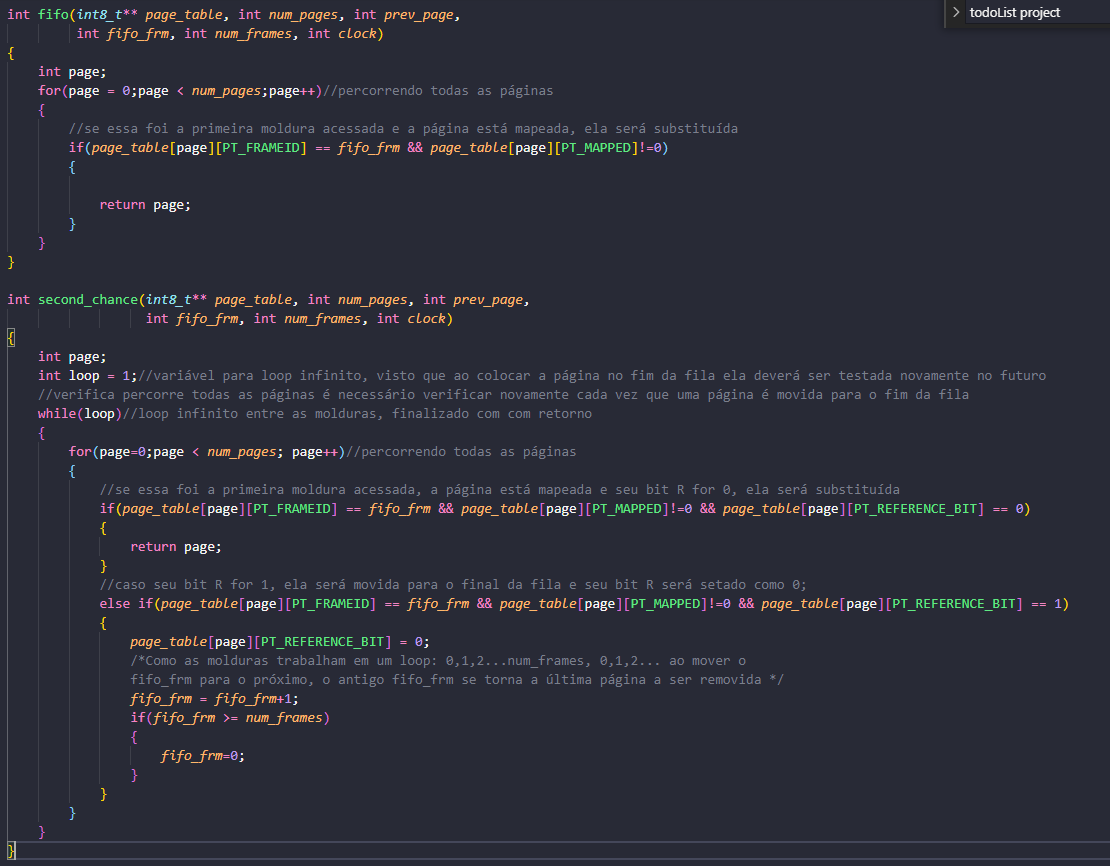 int fifo(int8_t** page_table, int num_pages, int prev_page,
> todoList project
int fifo_frm, int num_frames, int clock)
{
int page;
for(page = 0;page < num_pages;page++)//percorrendo todas as páginas
{
//se essa foi a primeira moldura acessada e a página está mapeada, ela será substituída
if(page_table[page][PT_FRAMEID] == fifo_frm && page_table[page][PT_MAPPED]!=0)
{
return page;
}
}
}
int second_chance(int8_t** page_table, int num_pages, int prev_page,
int fifo_frm, int num_frames, int clock)
{
int page;
int loop = 1;//variável para loop infinito, visto que ao colocar a página no fim da fila ela deverá ser testada novamente no futuro
//verifica percorre todas as páginas é necessário verificar novamente cada vez que uma página é movida para o fim da fila
while(loop)//loop infinito entre as molduras, finalizado com com retorno
{
for(page=0;page < num_pages; page++)//percorrendo todas as páginas
{
//se essa foi a primeira moldura acessada, a página está mapeada e seu bit R for 0, ela será substituída
if(page_table[page][PT_FRAMEID] == fifo_frm && page_table[page][PT_MAPPED]!=0 && page_table[page][PT_REFERENCE_BIT] == 0)
{
return page;
}
//caso seu bit R for 1, ela será movida para o final da fila e seu bit R será setado como 0;
else if(page_table[page][PT_FRAMEID] == fifo_frm && page_table[page][PT_MAPPED]!=0 && page_table[page][PT_REFERENCE_BIT] == 1)
{
page_table[page][PT_REFERENCE_BIT] = 0;
/*Como as molduras trabalham em um loop: 0,1,2...num_frames, 0,1,2... ao mover o
fifo_frm para o próximo, o antigo fifo_frm se torna a última página a ser removida */
fifo_frm = fifo_frm+1;
if(fifo_frm >= num_frames)
{
fifo_frm=0;
}
}
}
}
}